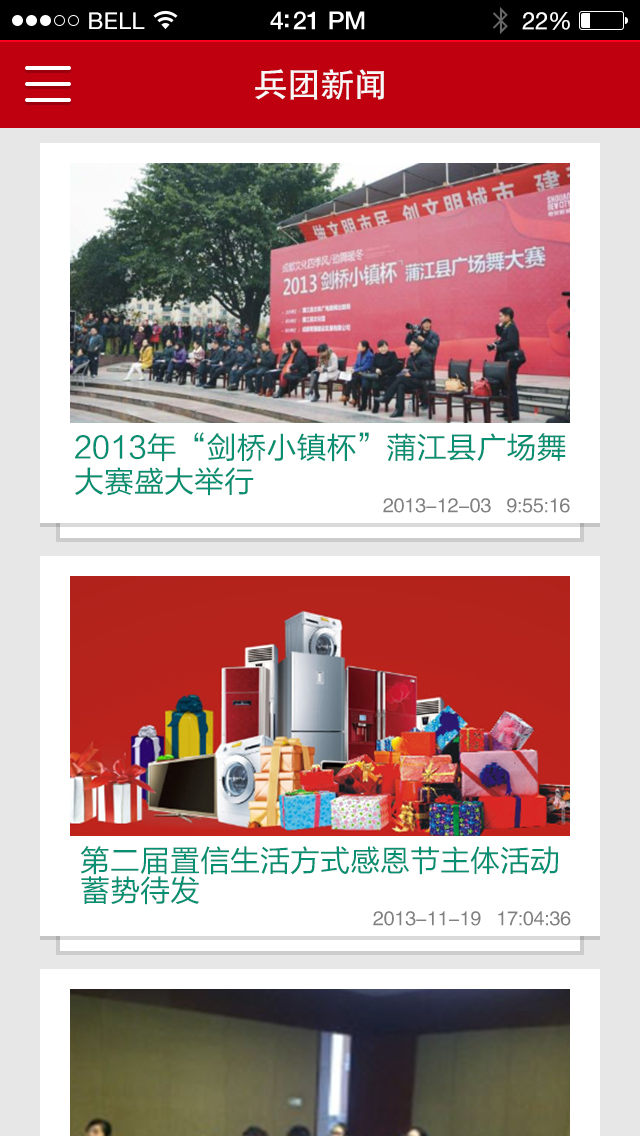 BELL 4:21 PM 22%
兵团新闻
做文明市民 创文明城市 建
成都文化四季风/劲舞暖冬
2013“剑桥小镇杯”蒲江县广场舞大赛
2013年“剑桥小镇杯”蒲江县广场舞
大赛盛大举行
2013-12-03 9:55:16
第二届置信生活方式感恩节主体活动
蓄势待发
2013-11-19 17:04:36